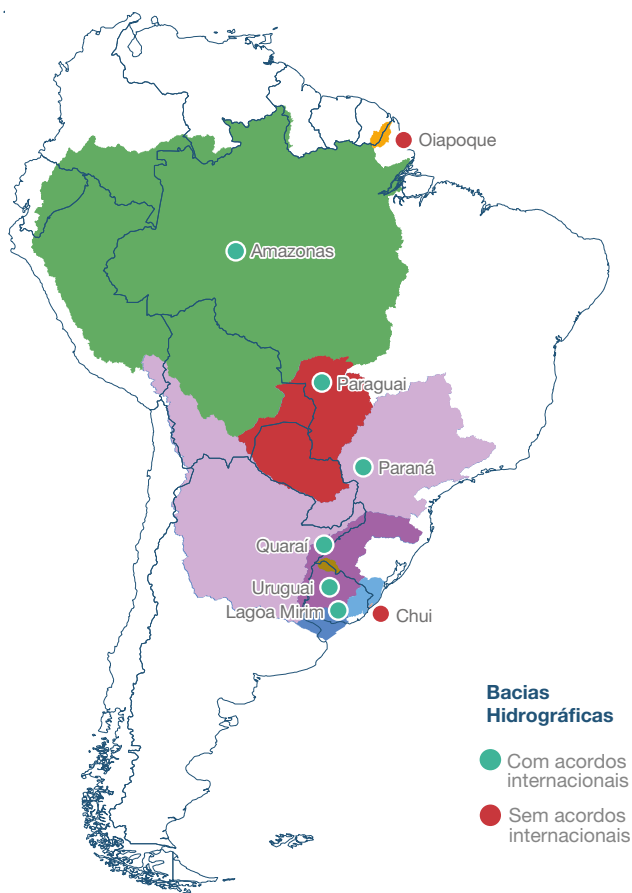 Oiapoque
Amazonas
Paraguai
Paraná
Quaraí
Uruguai
Lagoa Mirim
Chui
Bacias
Hidrográficas
Com acordos
internacionais
Sem acordos
internacionais